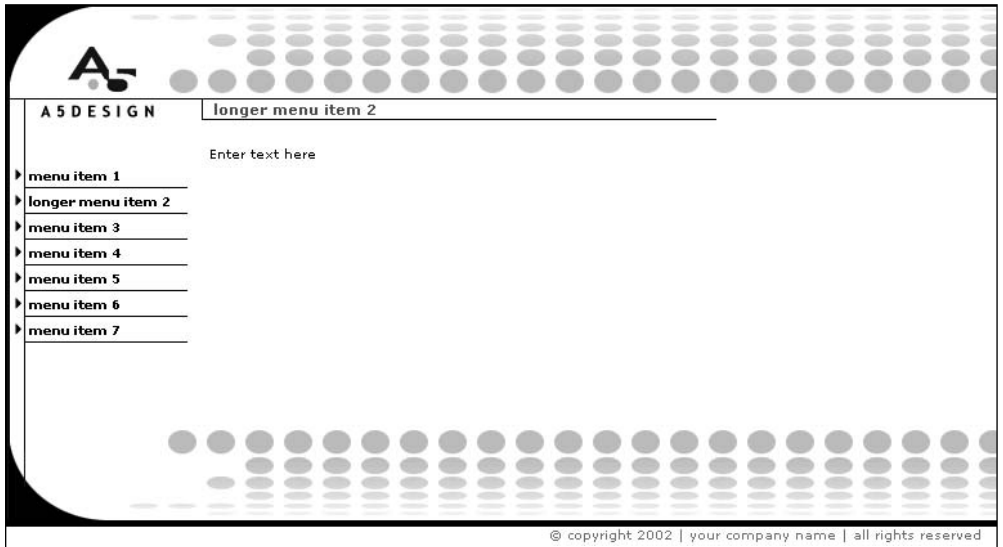 A5
A5DESIGN
longer menu item 2
Enter text here
menu item 1
longer menu item 2
menu item 3
menu item 4
menu item 5
menu item 6
menu item 7
© copyright 2002 | your company name | all rights reserved